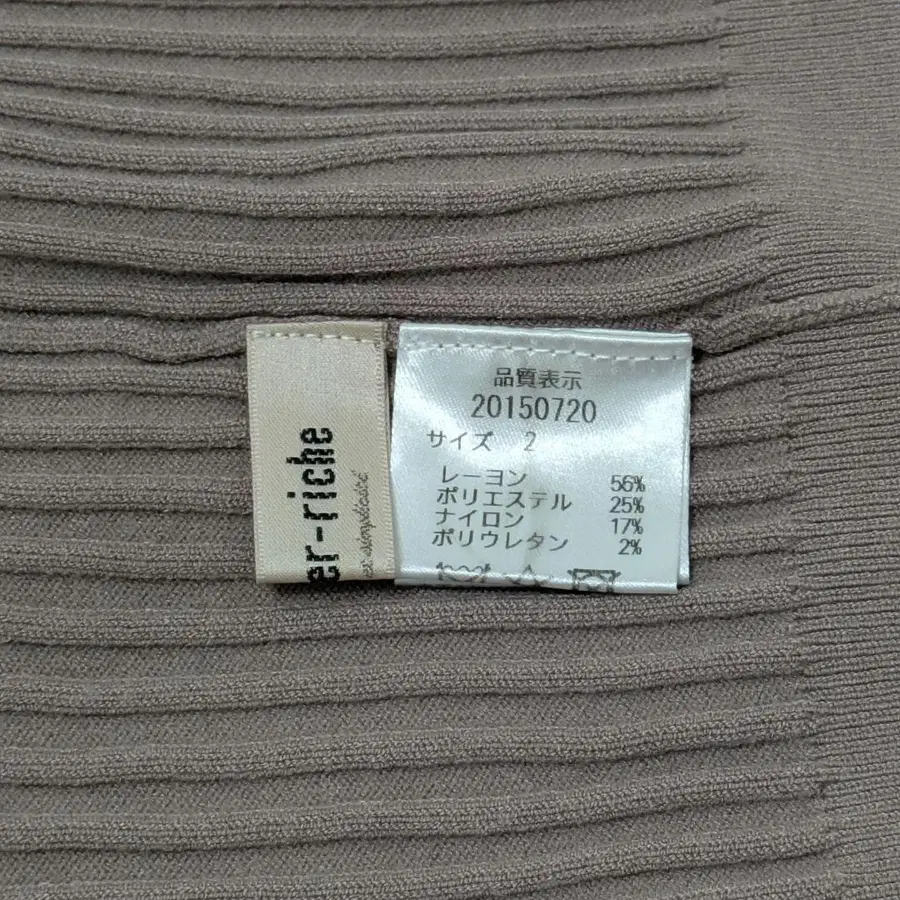 er-riche
品質表示
20150720
サイズ 2
レーヨン 56%
ポリエステル 25%
ナイロン 17%
ポリウレタン 2%